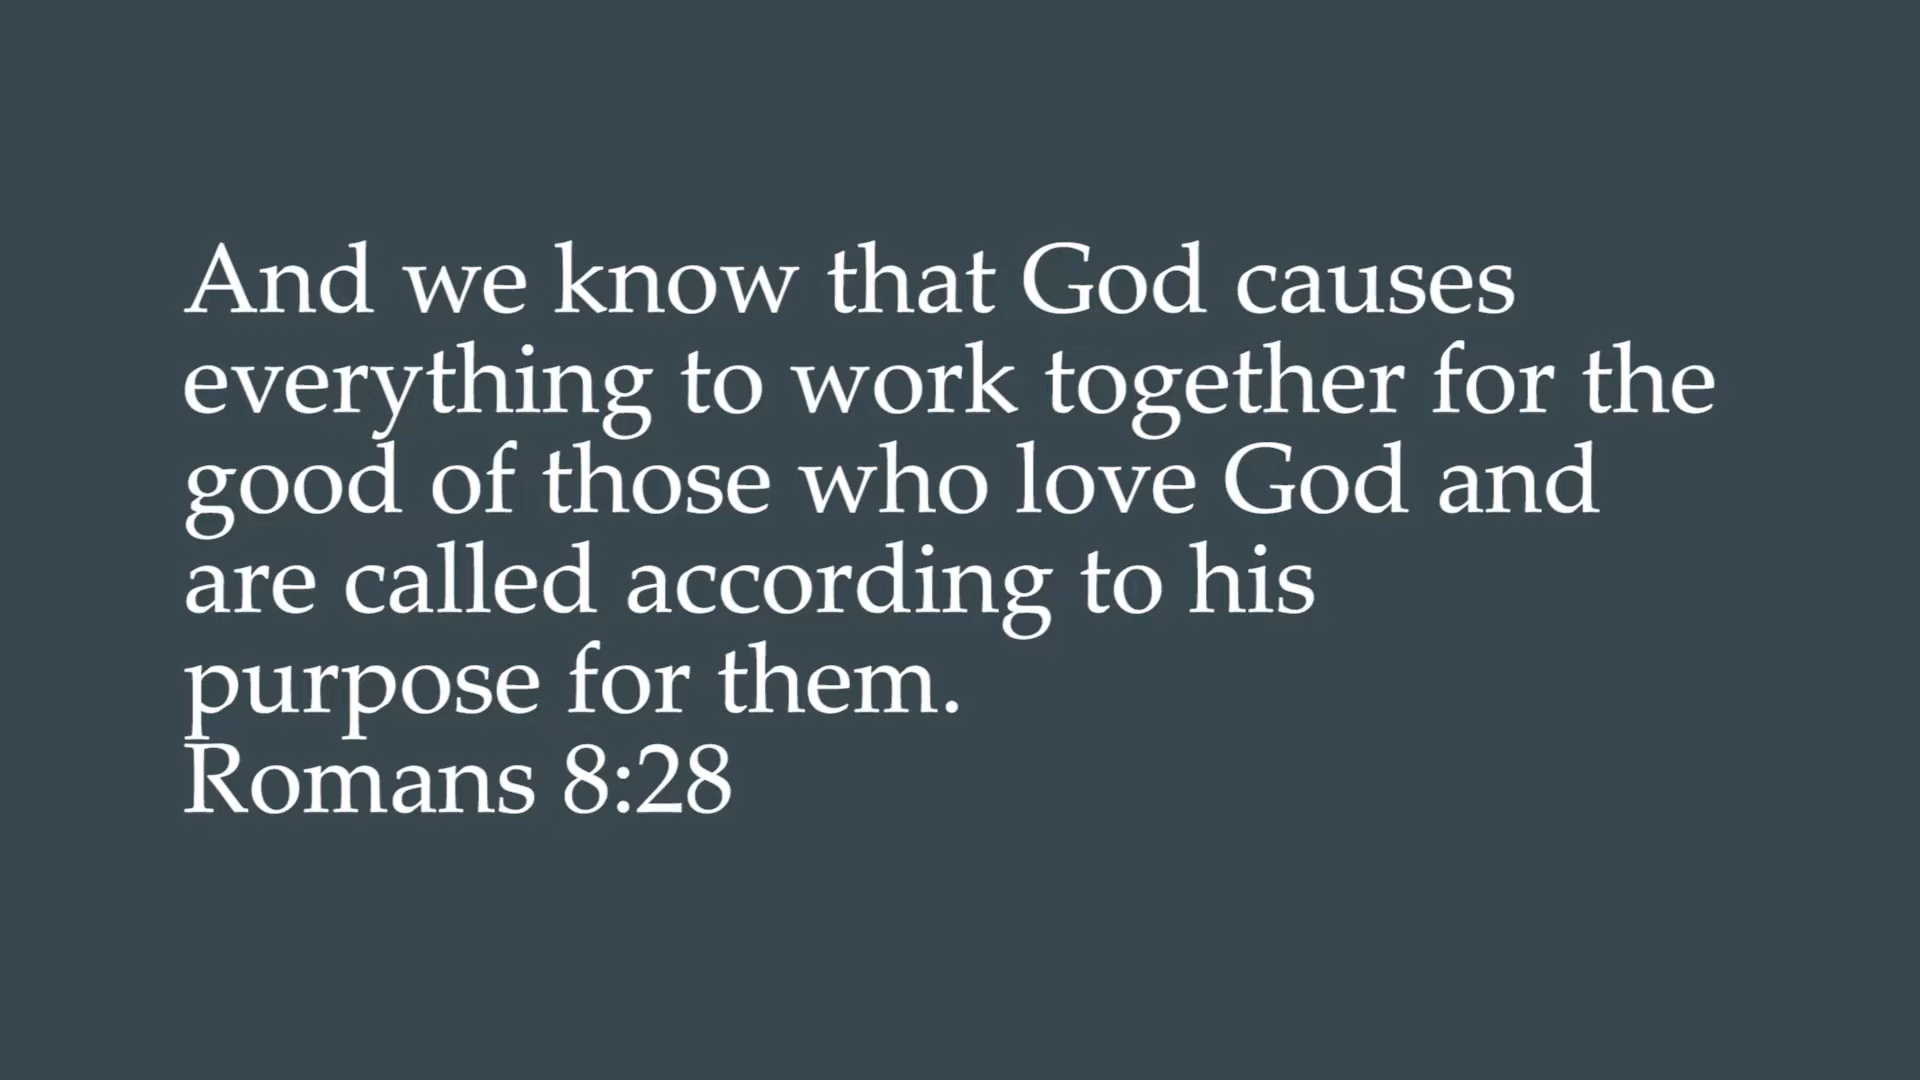 And we know that God causes
everything to work together for the
good of those who love God and
are called according to his
purpose for them.
Romans 8:28